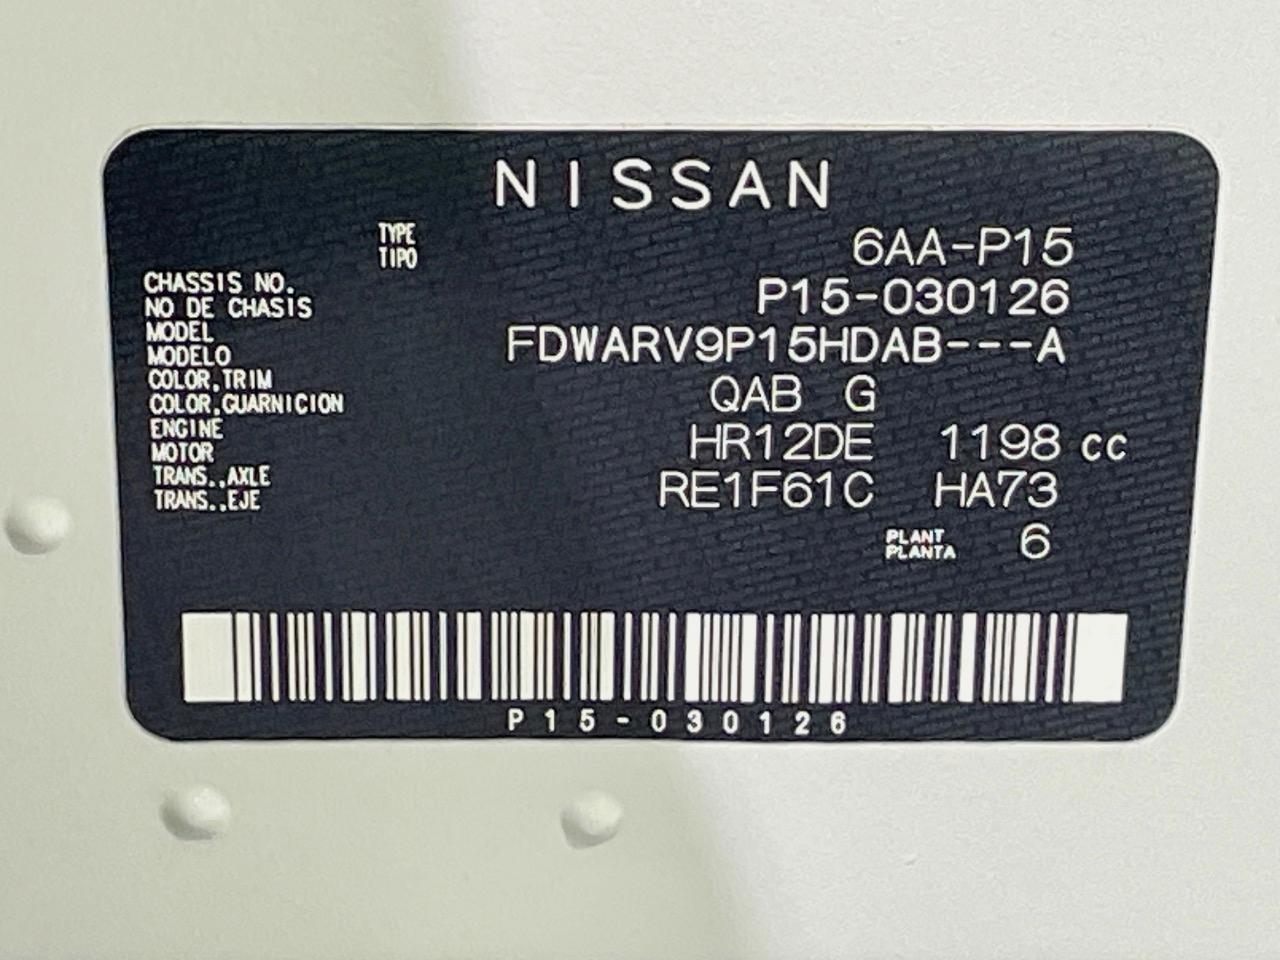 NISSAN
TYPE
TIPO 6AA-P15
CHASSIS NO.
NO DE CHASIS P15-030126
MODEL
MODELO FDWARV9P15HDAB---A
COLOR,TRIM
COLOR,GUARNICION QAB G
ENGINE
MOTOR HR12DE 1198 cc
TRANS.,AXLE
TRANS.,EJE RE1F61C HA73
PLANT
PLANTA 6
P15-030126